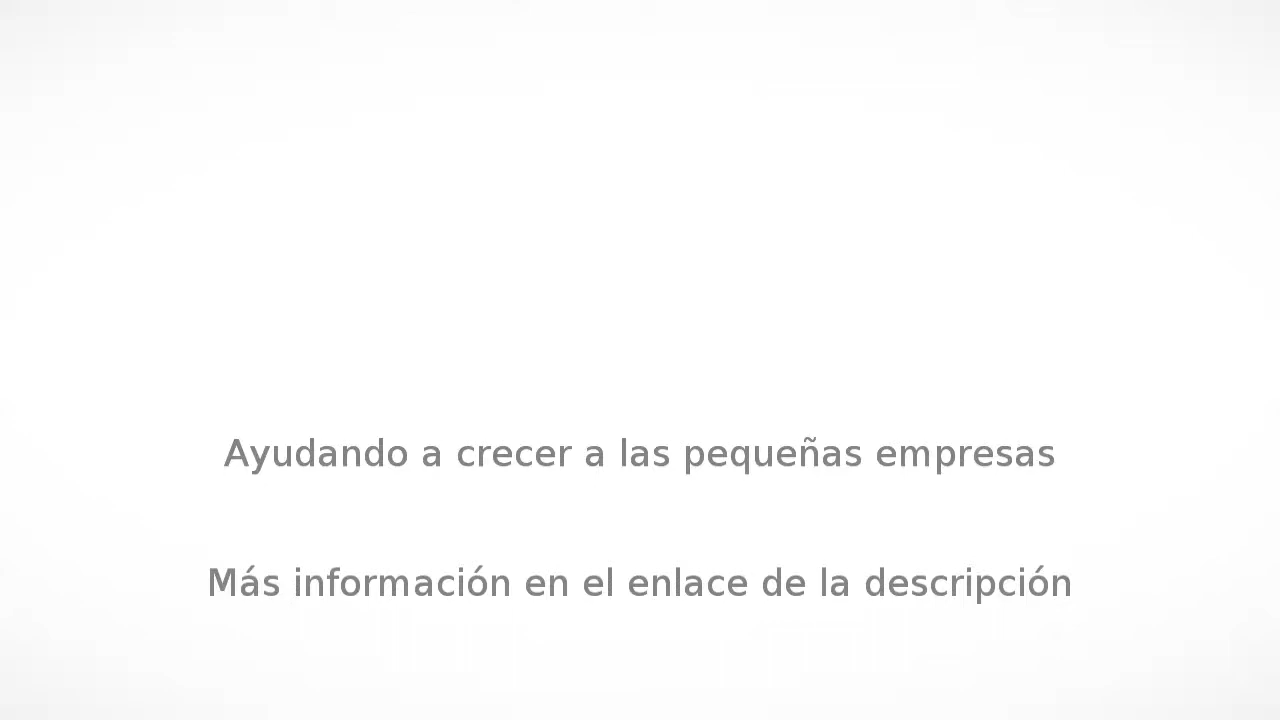 Ayudando a crecer a las pequeñas empresas
Más información en el enlace de la descripción